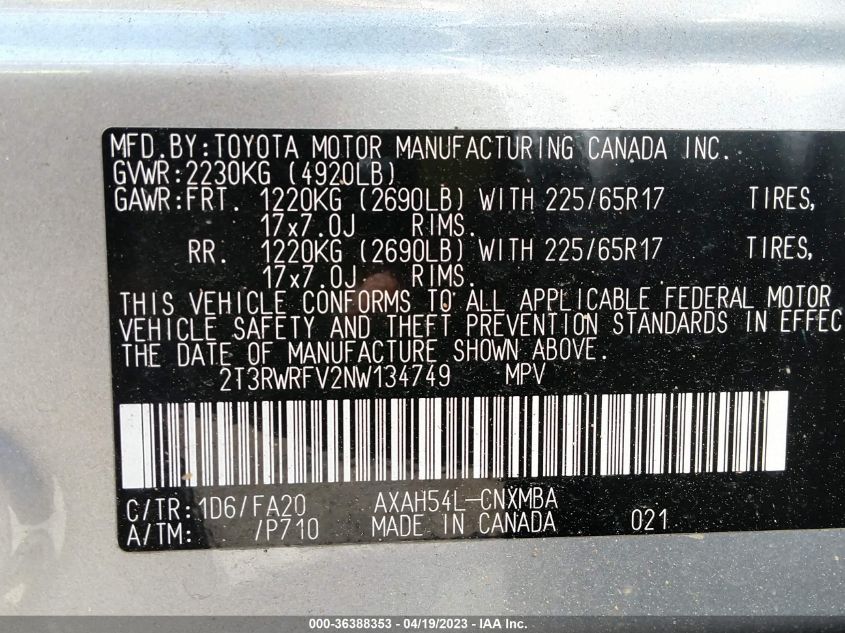 MFD.BY:TOYOTA MOTOR MANUFACTURING CANADA INC.
GVWR:2230KG (4920LB)
GAWR:FRT. 1220KG (2690LB) WITH 225/65R17 TIRES,
17x7.0J RIMS.
RR. 1220KG (2690LB) WITH 225/65R17 TIRES,
17x7.0J RIMS.
THIS VEHICLE CONFORMS TO ALL APPLICABLE FEDERAL MOTOR
VEHICLE SAFETY AND THEFT PREVENTION STANDARDS IN EFFEC
THE DATE OF MANUFACTURE SHOWN ABOVE.
2T3RWRFV2NW134749 MPV
C/TR:1D6/FA20 AXAH54L-CNXMBA
A/TM: /P710 MADE IN CANADA 021
000-36388353 - 04/19/2023 - IAA Inc.